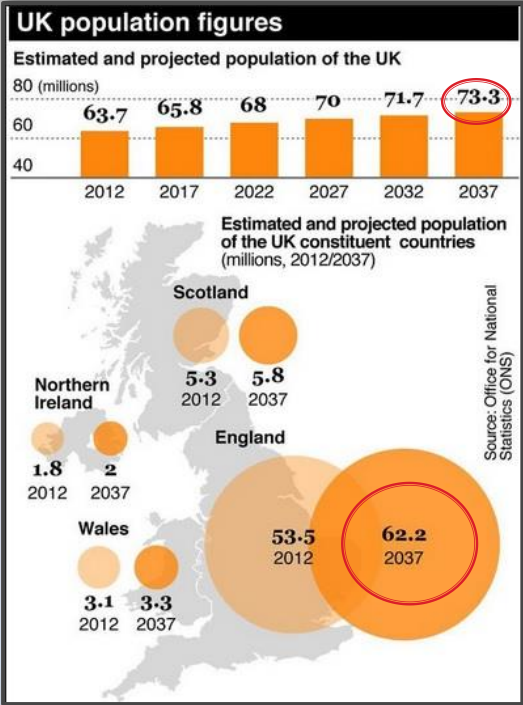 UK population figures
Estimated and projected population of the UK
80 (millions)
63.7 65.8 68 70 71.7 73.3
60
40
2012 2017 2022 2027 2032 2037
Estimated and projected population
of the UK constituent countries
(millions, 2012/2037)
Scotland
5.3 5.8
2012 2037
Northern
Ireland
1.8 2
2012 2037
England
53.5 62.2
2012 2037
Wales
3.1 3.3
2012 2037
Source: Office for National
Statistics (ONS)